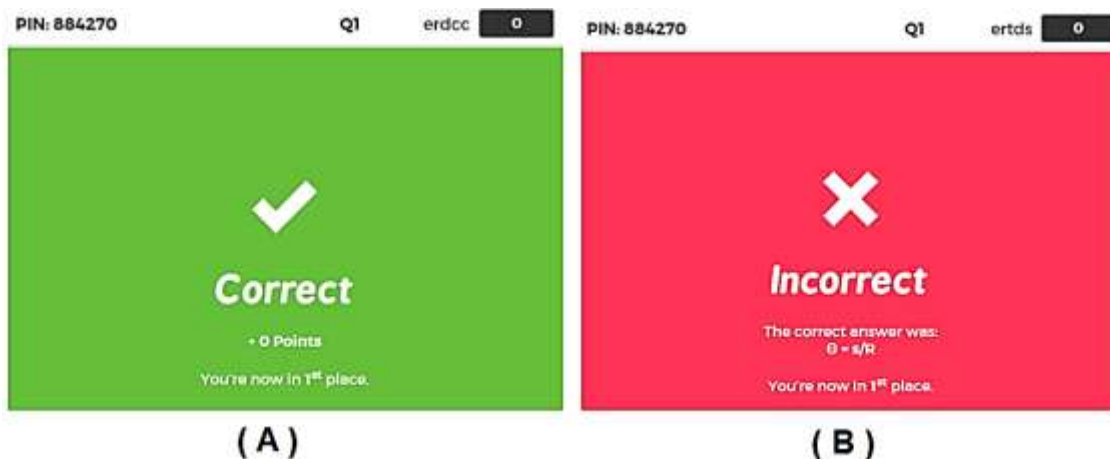 PIN: 884270 Q1 erdcc 0
Correct
+ 0 Points
You're now in 1st place.
( A )
PIN: 884270 Q1 ertds 0
Incorrect
The correct answer was:
θ = s/R
You're now in 1st place.
( B )